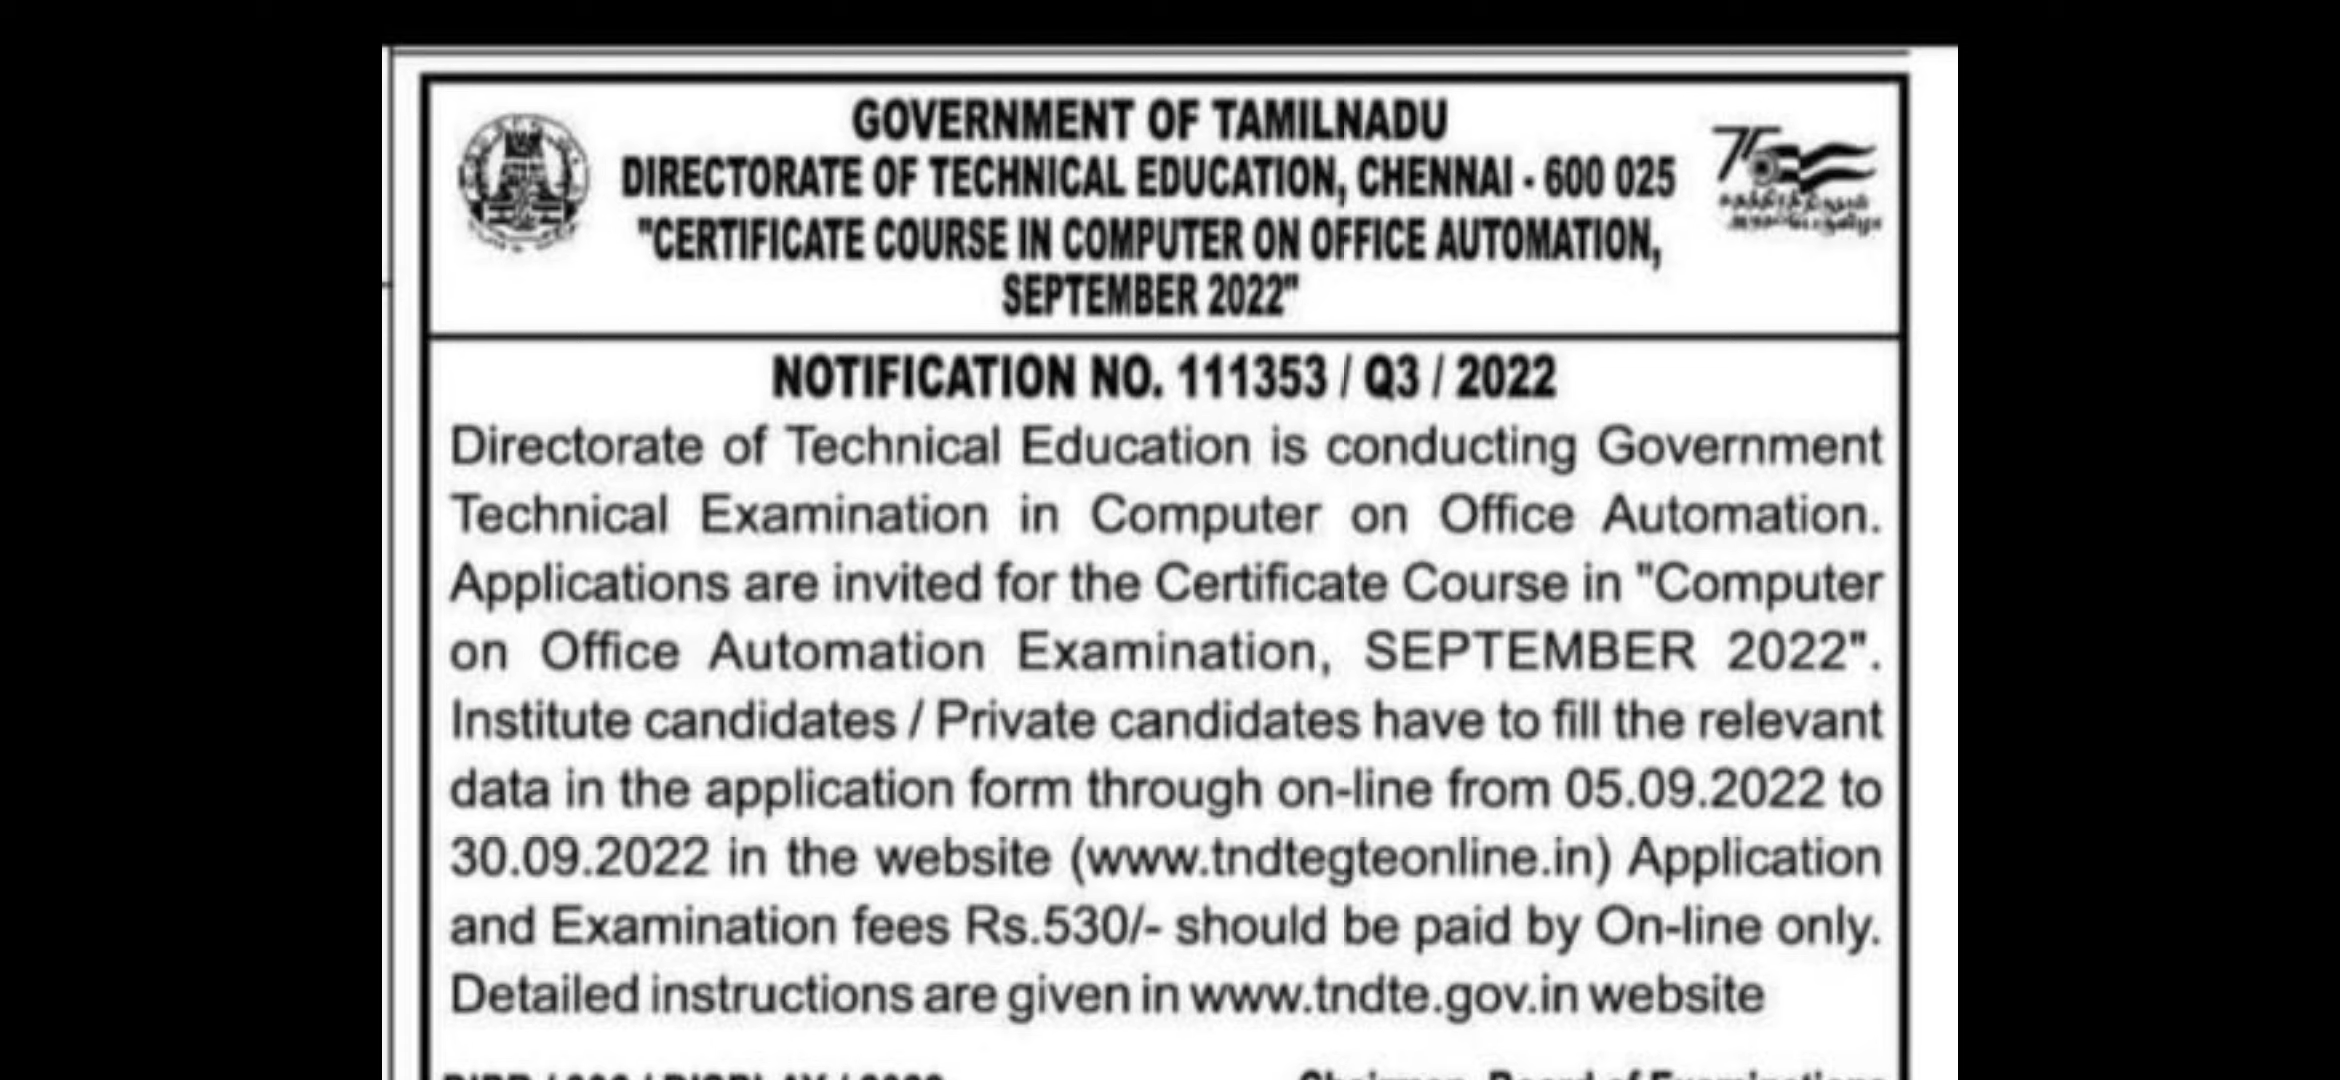 GOVERNMENT OF TAMILNADU
DIRECTORATE OF TECHNICAL EDUCATION, CHENNAI - 600 025
"CERTIFICATE COURSE IN COMPUTER ON OFFICE AUTOMATION,
SEPTEMBER 2022"
75
NOTIFICATION NO. 111353 / Q3 / 2022
Directorate of Technical Education is conducting Government
Technical Examination in Computer on Office Automation.
Applications are invited for the Certificate Course in "Computer
on Office Automation Examination, SEPTEMBER 2022".
Institute candidates / Private candidates have to fill the relevant
data in the application form through on-line from 05.09.2022 to
30.09.2022 in the website (www.tndtegteonline.in) Application
and Examination fees Rs.530/- should be paid by On-line only.
Detailed instructions are given in www.tndte.gov.in website
Chairman, Board of Examinations